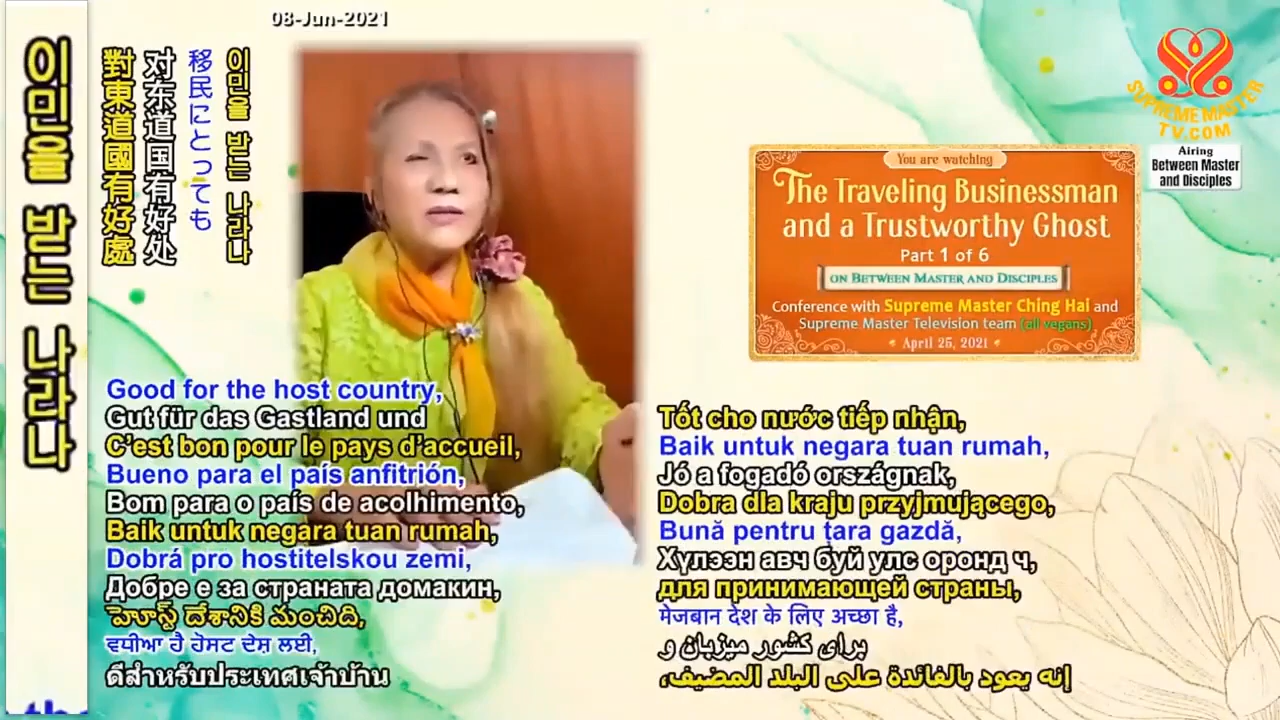 08-Jun-2021
이민을 받는 나라나
對東道國有好處
对东道国有好处
移民にとっても
이민을 받는 나라나
SUPREME MASTER
TV.COM
Airing
Between Master
and Disciples
You are watching
The Traveling Businessman
and a Trustworthy Ghost
Part 1 of 6
ON BETWEEN MASTER AND DISCIPLES
Conference with Supreme Master Ching Hai and
Supreme Master Television team (all vegans)
April 25, 2021
Good for the host country,
Gut für das Gastland und
C'est bon pour le pays d'accueil,
Bueno para el país anfitrión,
Bom para o país de acolhimento,
Baik untuk negara tuan rumah,
Dobrá pro hostitelskou zemi,
Добре е за страната домакин,
హెూస్ట్ దేశానికి మంచిది,
ਵਧੀਆ ਹੈ ਹੋਸਟ ਦੇਸ਼ ਲਈ,
ดีสำหรับประเทศเจ้าบ้าน
Tốt cho nước tiếp nhận,
Baik untuk negara tuan rumah,
Jó a fogadó országnak,
Dobra dla kraju przyjmującego,
Bună pentru țara gazdă,
Хүлээн авч буй улс оронд ч,
для принимающей страны,
मेजबान देश के लिए अच्छा है,
برای کشور میزبان و
إنه يعود بالفائدة على البلد المضيف،